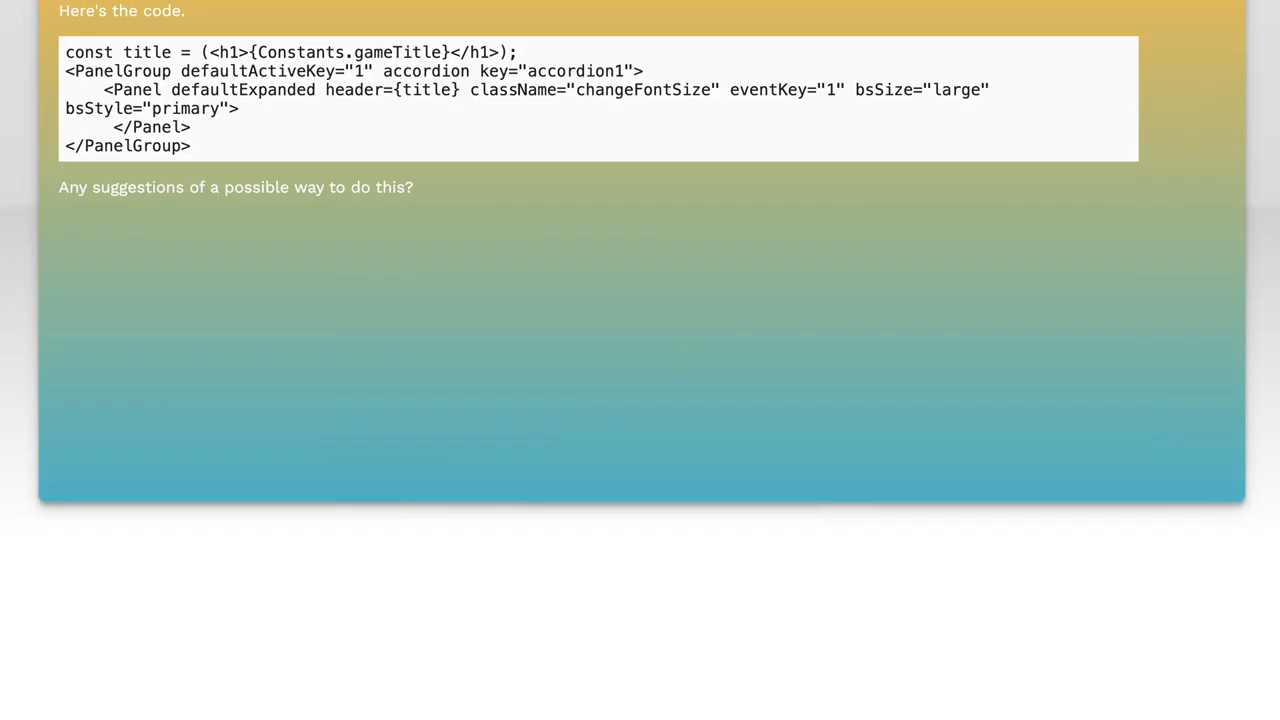 Here's the code.
const title = (<h1>{Constants.gameTitle}</h1>);
<PanelGroup defaultActiveKey="1" accordion key="accordion1">
    <Panel defaultExpanded header={title} className="changeFontSize" eventKey="1" bsSize="large"
bsStyle="primary">
     </Panel>
</PanelGroup>
Any suggestions of a possible way to do this?